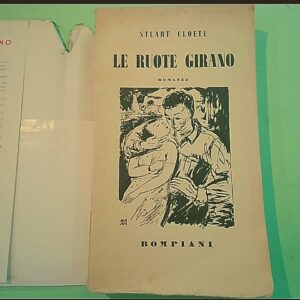 NO
STUART CLOETE
LE RUOTE GIRANO
ROMANZO
BOMPIANI